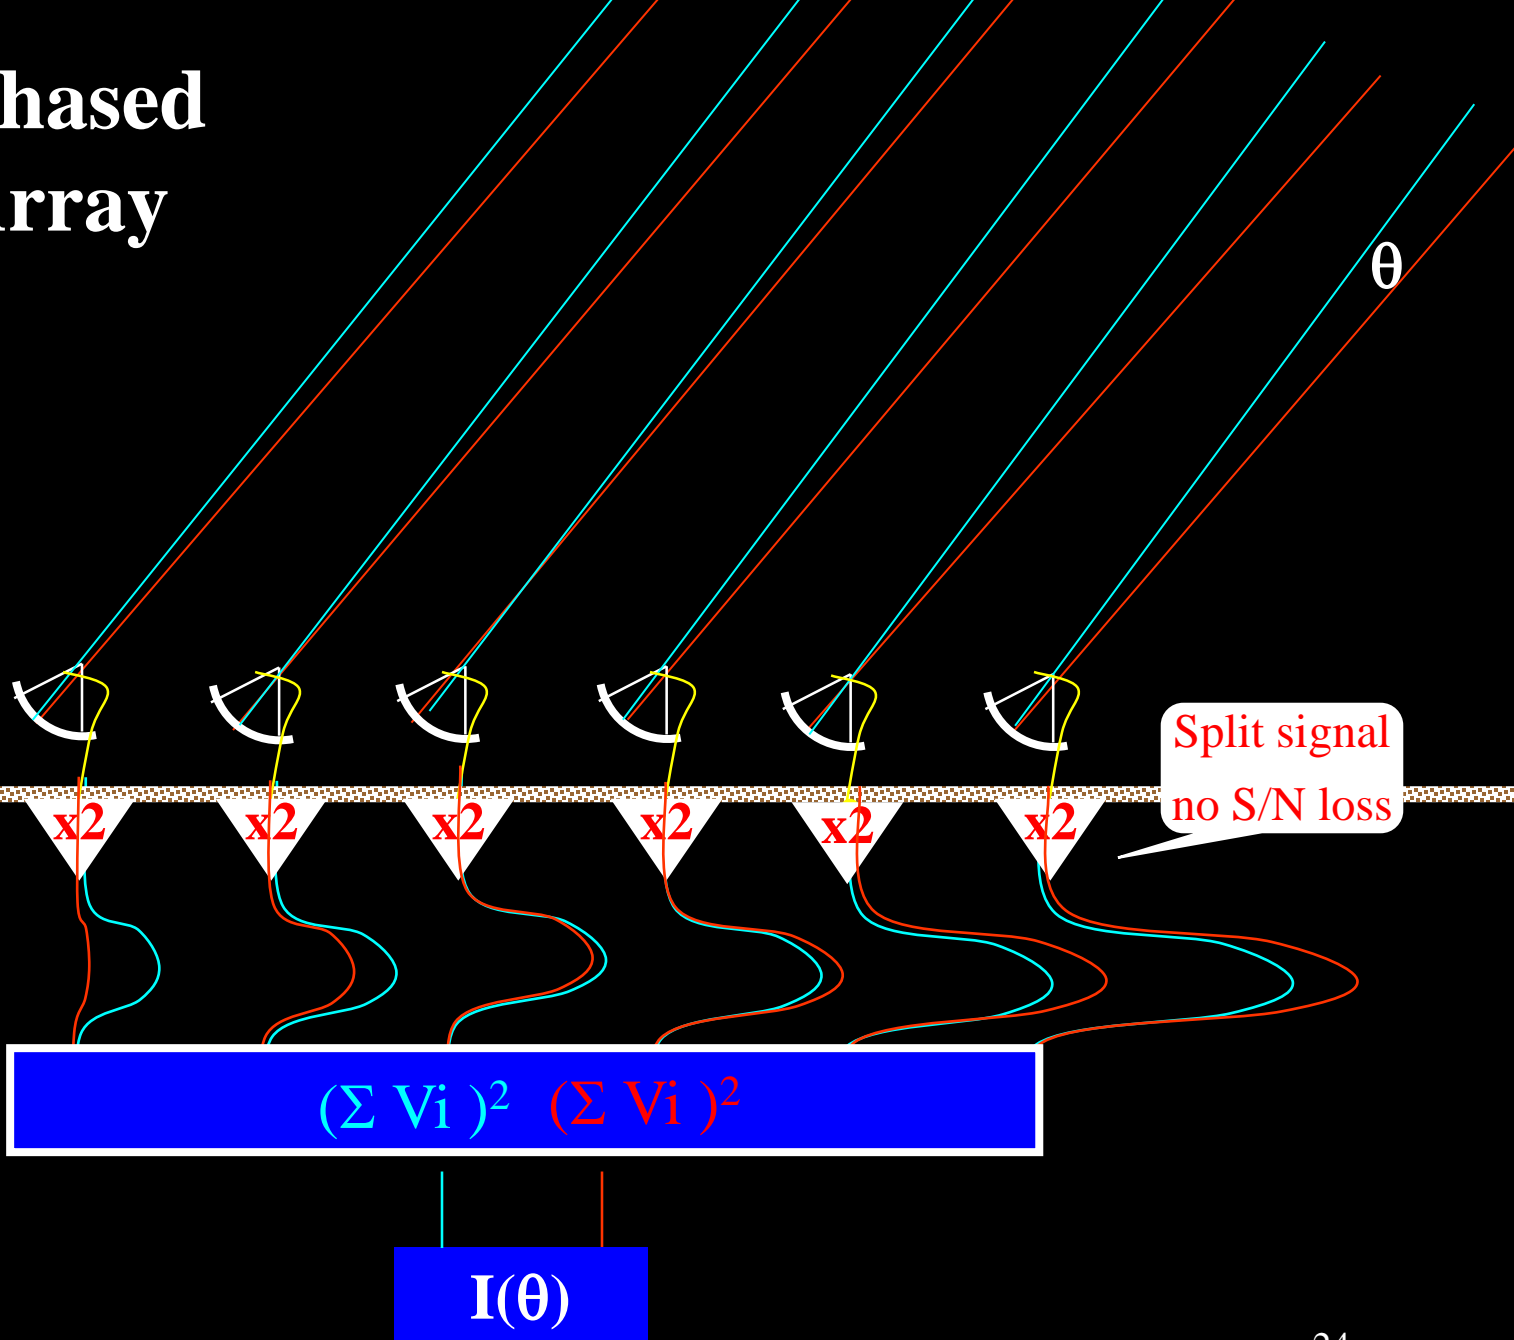 hased
rray
θ
Split signal
no S/N loss
x2 x2 x2 x2 x2 x2
(Σ Vi )² (Σ Vi )²
I(θ)